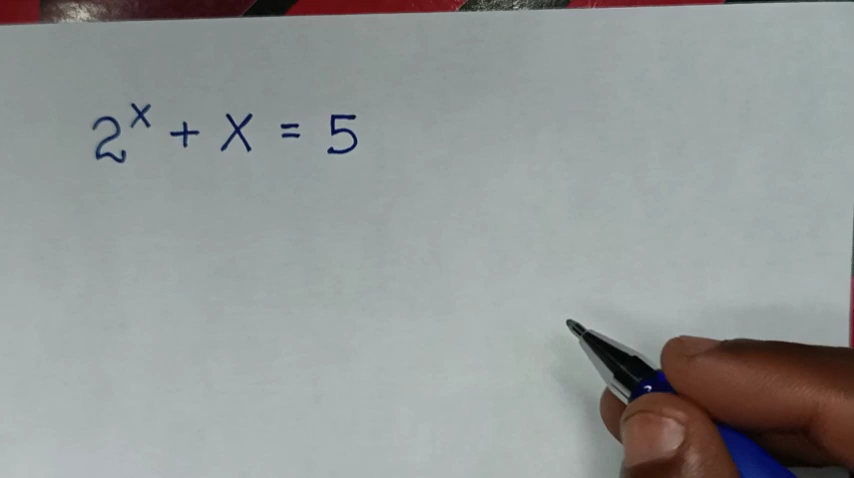 2^x + x = 5